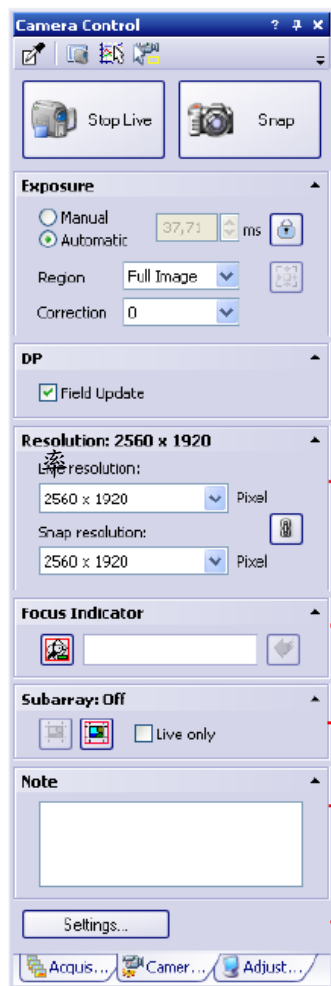 Camera Control
Stop Live
Snap
Exposure
Manual
Automatic
37,71
ms
Region
Full Image
Correction
0
DP
Field Update
Resolution: 2560 x 1920
率
Live resolution:
2560 x 1920
Pixel
Snap resolution:
2560 x 1920
Pixel
Focus Indicator
Subarray: Off
Live only
Note
Settings...
Acquis...
Camer...
Adjust...